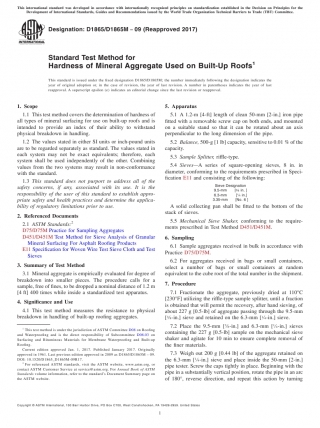 This international standard was developed in accordance with internationally recognized principles on standardization established in the Decision on Principles for the
Development of International Standards, Guides and Recommendations issued by the World Trade Organization Technical Barriers to Trade (TBT) Committee.
Designation: D1865/D1865M – 09 (Reapproved 2017)
INTERNATIONAL
Standard Test Method for
Hardness of Mineral Aggregate Used on Built-Up Roofs1
This standard is issued under the fixed designation D1865/D1865M; the number immediately following the designation indicates the
year of original adoption or, in the case of revision, the year of last revision. A number in parentheses indicates the year of last
reapproval. A superscript epsilon (ε) indicates an editorial change since the last revision or reapproval.
1. Scope
1.1 This test method covers the determination of hardness of
all types of mineral surfacing for use on built-up roofs and is
intended to provide an index of their ability to withstand
physical breakdown in handling.
1.2 The values stated in either SI units or inch-pound units
are to be regarded separately as standard. The values stated in
each system may not be exact equivalents; therefore, each
system shall be used independently of the other. Combining
values from the two systems may result in non-conformance
with the standard.
1.3 This standard does not purport to address all of the
safety concerns, if any, associated with its use. It is the
responsibility of the user of this standard to establish appro-
priate safety and health practices and determine the applica-
bility of regulatory limitations prior to use.
2. Referenced Documents
2.1 ASTM Standards:2
D75/D75M Practice for Sampling Aggregates
D451/D451M Test Method for Sieve Analysis of Granular
Mineral Surfacing For Asphalt Roofing Products
E11 Specification for Woven Wire Test Sieve Cloth and Test
Sieves
3. Summary of Test Method
3.1 Mineral aggregate is empirically evaluated for degree of
breakdown into smaller pieces. The procedure calls for a
sample, free of fines, to be dropped a nominal distance of 1.2 m
[4.0] 400 times while inside a standardized test apparatus.
4. Significance and Use
4.1 This test method measures the resistance to physical
breakdown in handling of built-up roofing aggregates.
1 This test method is under the jurisdiction of ASTM Committee D08 on Roofing
and Waterproofing and is the direct responsibility of Subcommittee
Surfacing and Bituminous Materials for Membrane Waterproofing and Built-up
Roofing.
Current edition approved Jan. 1, 2017. Published January 2017. Originally
approved in 1961. Last previous edition approved in 2009 as D1865/D1865M – 09.
DOI: 10.1520/D1865_D1865M-09R17.
2 For referenced ASTM standards, visit the ASTM website, www.astm.org, or
contact ASTM Customer Service at service@astm.org. For Annual Book of ASTM
Standards volume information, refer to the standard's Document Summary page on
the ASTM website.
5. Apparatus
5.1 A 1.2-m [4-ft] length of clean 50-mm [2-in.] iron pipe
fitted with a removable screw cap on both ends, and mounted
on a suitable stand so that it can be rotated about an axis
perpendicular to the long dimension of the pipe.
5.2 Balance, 500-g [1 lb] capacity, sensitive to 0.01 % of the
charge.
5.3 Sample Splitter, riffle-type.
5.4 Sieves—A series of square-opening sieves, 8 in. in
diameter, conforming to the requirements prescribed in Speci-
fication E11 and consisting of the following:
Sieve Designation
9.5-mm [3⁄8 in.]
6.3-mm [1⁄4 in.]
2.36-mm [No. 8]
A solid collecting pan shall be fitted to the bottom of the
stack of sieves.
5.5 Mechanical Sieve Shaker, conforming to the require-
ments prescribed in Test Method D451/D451M.
6. Sampling
6.1 Sample aggregates received in bulk in accordance with
Practice D75/D75M.
6.2 For aggregates received in bags or small containers,
select a number of bags or small containers at random
equivalent to the cube root of the total number in the shipment.
7. Procedure
7.1 Fractionate the aggregate, previously dried at 110°C
[230°F] utilizing the riffle-type sample splitter, until a fraction
is obtained that will permit the recovery, after hand sieving, of
about 227 g [0.5-lb] of aggregate passing through the 9.5-mm
[3⁄8-in.] sieve and retained on the 6.3-mm [1⁄4-in.] sieve.
7.2 Place the 9.5-mm [3⁄8-in.] and 6.3-mm [1⁄4-in.] sieves
containing the 227 g [0.5-lb] sample on the mechanical sieve
shaker and agitate for 10 min to ensure complete removal of
the finer materials.
7.3 Weigh out 200 g [0.44 lb] of the aggregate retained on
the 6.3-mm [1⁄4-in.] sieve and place inside the 50-mm [2-in.]
pipe tester. Screw the caps tightly in place. Beginning with the
pipe in a substantially vertical position, rotate the pipe in an arc
of 180°, reverse direction, and repeat this action by turning
Copyright © ASTM International, 100 Barr Harbor Drive, PO Box C700, West Conshohocken, PA 19428-2959. United States
1